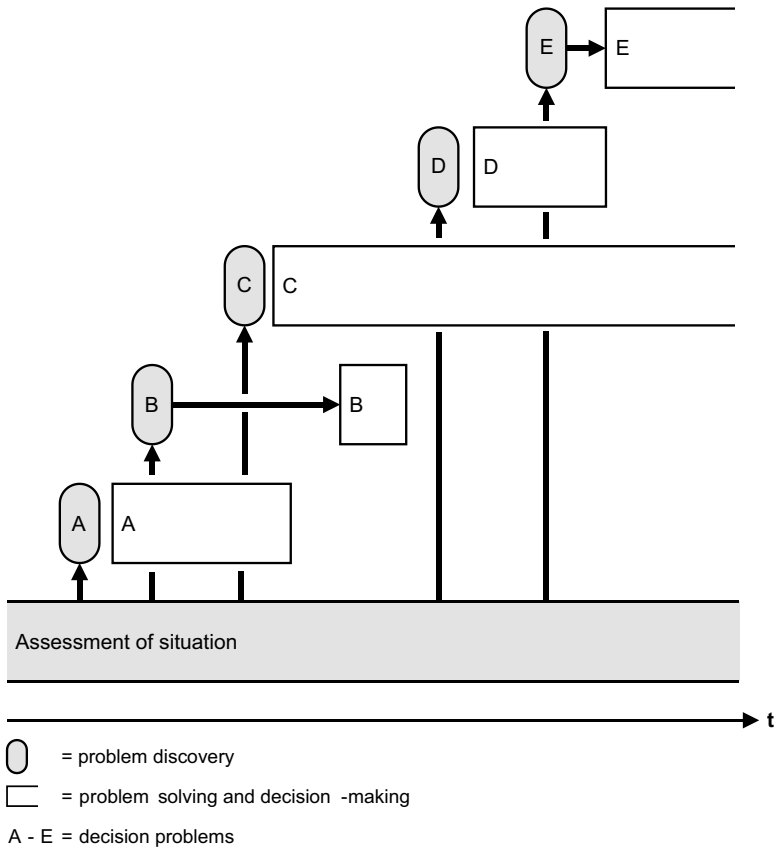 E E
D D
C C
B B
A A
Assessment of situation
t
= problem discovery
= problem solving and decision -making
A - E = decision problems